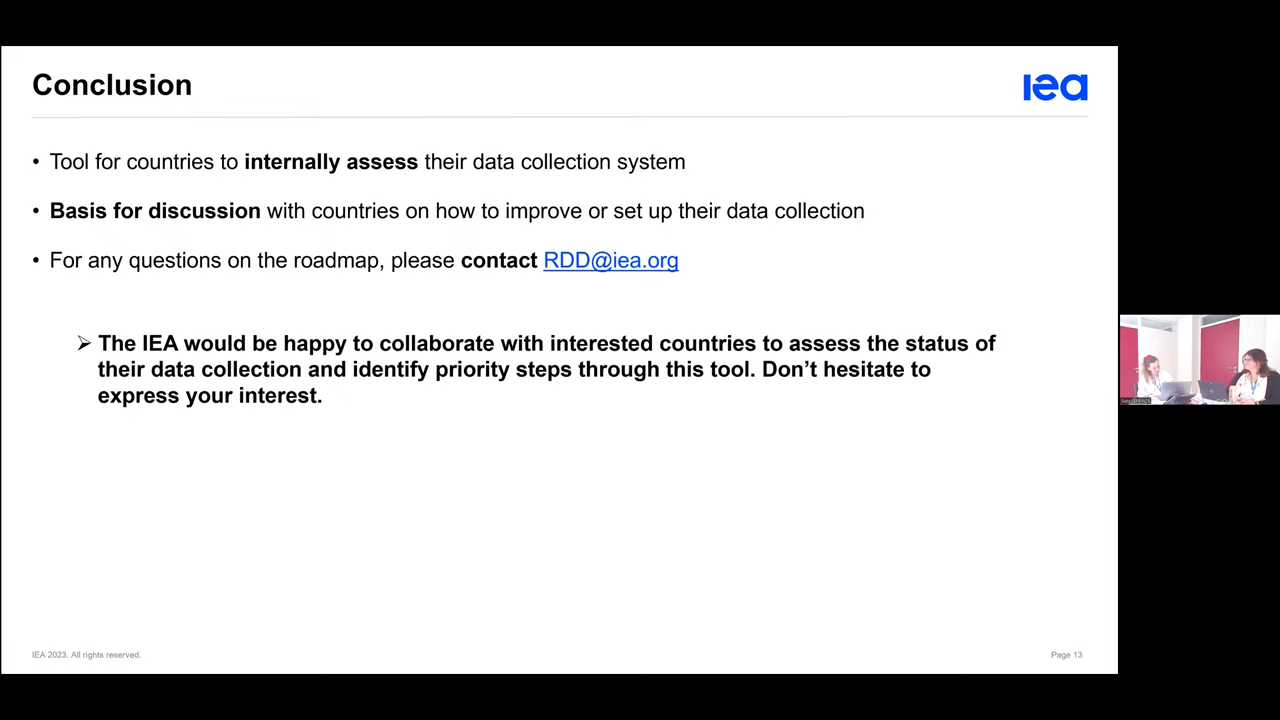 Conclusion
iea
• Tool for countries to internally assess their data collection system
• Basis for discussion with countries on how to improve or set up their data collection
• For any questions on the roadmap, please contact RDD@iea.org
➢ The IEA would be happy to collaborate with interested countries to assess the status of
their data collection and identify priority steps through this tool. Don’t hesitate to
express your interest.
IEA 2023. All rights reserved.
Page 13